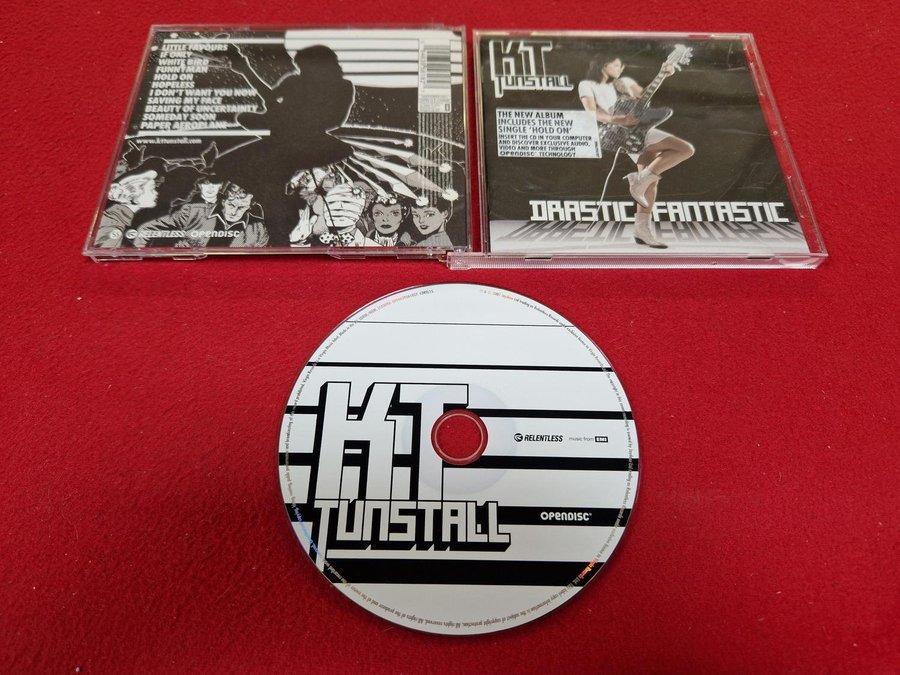 LITTLE FAVOURS
IF ONLY
WHITE BIRD
FUNNYMAN
HOLD ON
HOPELESS
I DON'T WANT YOU NOW
SAVING MY FACE
BEAUTY OF UNCERTAINTY
SOMEDAY SOON
PAPER AEROPLANE
www.kttunstall.com
RELENTLESS OPENDISC
KT
TUNSTALL
THE NEW ALBUM
INCLUDES THE NEW
SINGLE 'HOLD ON'
INSERT THE CD IN YOUR COMPUTER
AND DISCOVER EXCLUSIVE AUDIO,
VIDEO AND MORE THROUGH
OPENDISC TECHNOLOGY
DRASTIC FANTASTIC
KT
TUNSTALL
RELENTLESS
music from EMI
OPENDISC